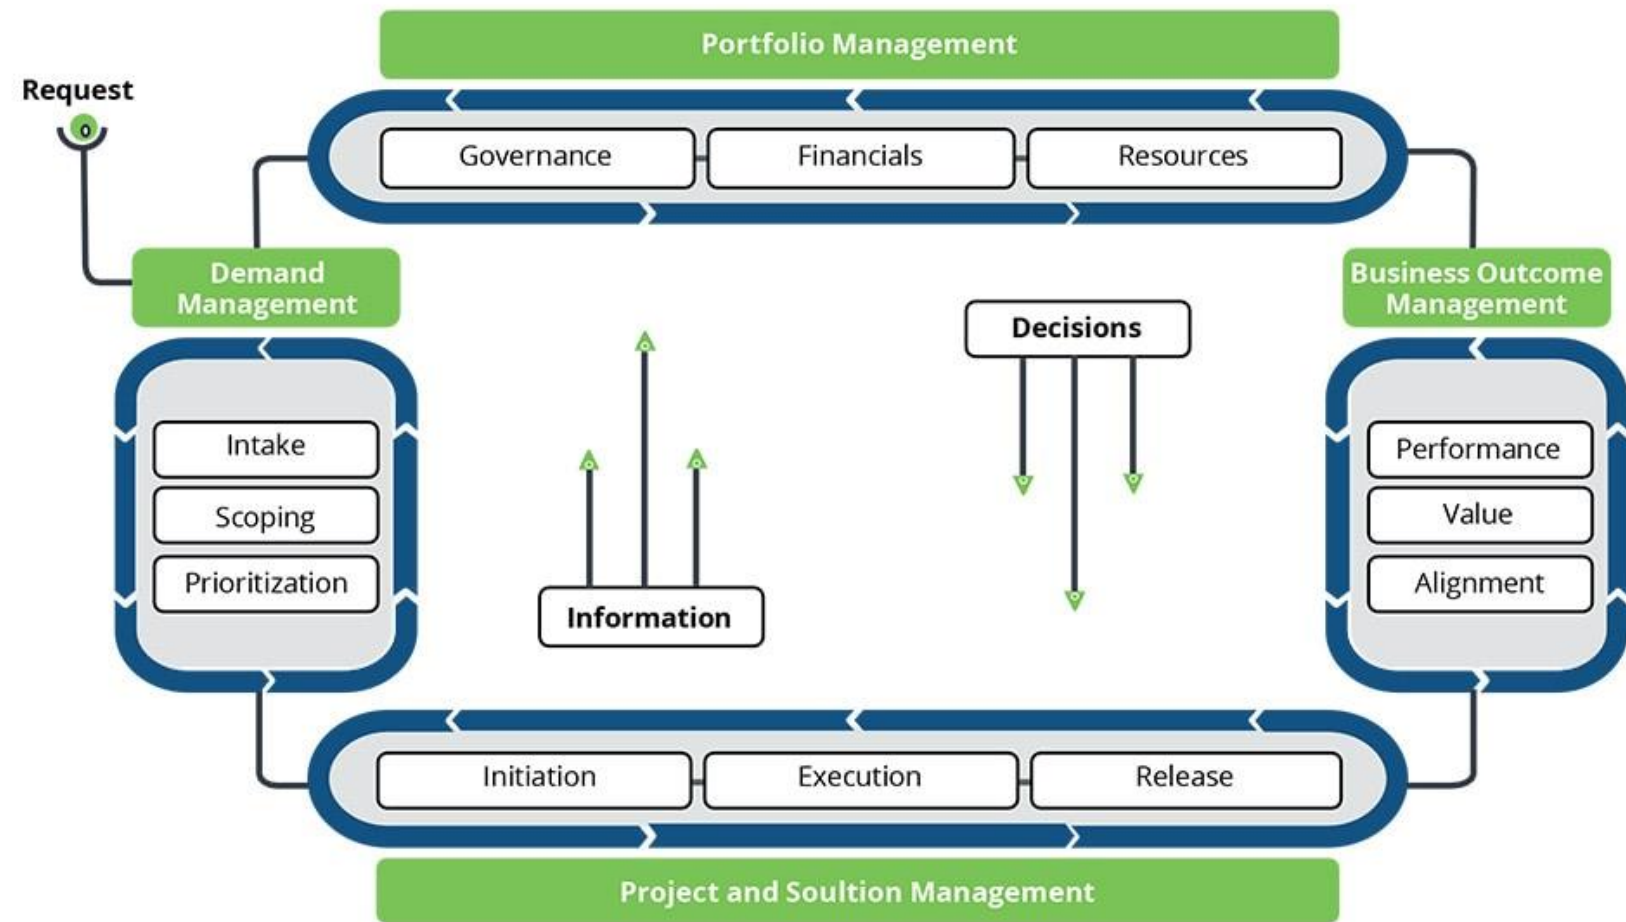 Portfolio Management
Request
Governance
Financials
Resources
Demand
Management
Business Outcome
Management
Decisions
Intake
Scoping
Prioritization
Performance
Value
Alignment
Information
Initiation
Execution
Release
Project and Soultion Management